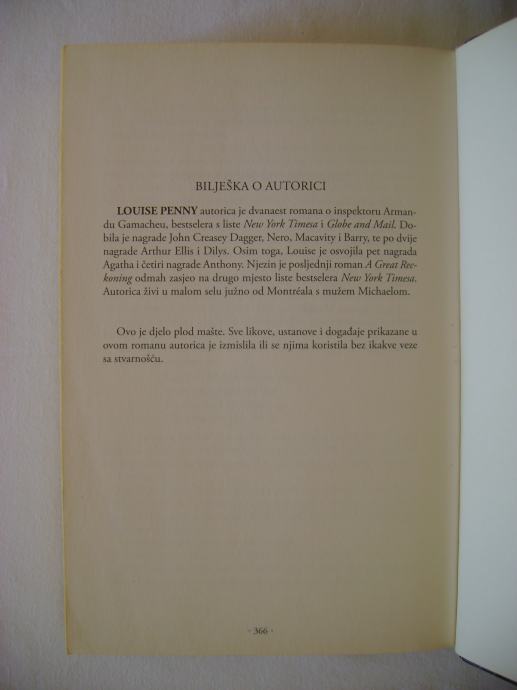 BILJEŠKA O AUTORICI
LOUISE PENNY autorica je dvanaest romana o inspektoru Arman-
du Gamacheu, bestselera s liste New York Timesa i Globe and Mail. Do-
bila je nagrade John Creasey Dagger, Nero, Macavity i Barry, te po dvije
nagrade Arthur Ellis i Dilys. Osim toga, Louise je osvojila pet nagrada
Agatha i četiri nagrade Anthony. Njezin je posljednji roman A Great Rec-
koning odmah zasjeo na drugo mjesto liste bestselera New York Timesa.
Autorica živi u malom selu južno od Montréala s mužem Michaelom.
Ovo je djelo plod mašte. Sve likove, ustanove i događaje prikazane u
ovom romanu autorica je izmislila ili se njima koristila bez ikakve veze
sa stvarnošću.
· 366 ·